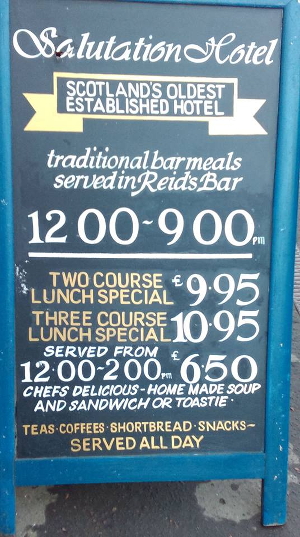 Salutation Hotel
SCOTLAND'S OLDEST
ESTABLISHED HOTEL
traditional bar meals
served in Reid's Bar
12 00~9 00pm
TWO COURSE
LUNCH SPECIAL £9·95
THREE COURSE
LUNCH SPECIAL 10·95
SERVED FROM
12·00-2·00pm £6·50
CHEFS DELICIOUS - HOME MADE SOUP
AND SANDWICH OR TOASTIE ·
TEAS · COFFEES · SHORTBREAD · SNACKS~
SERVED ALL DAY